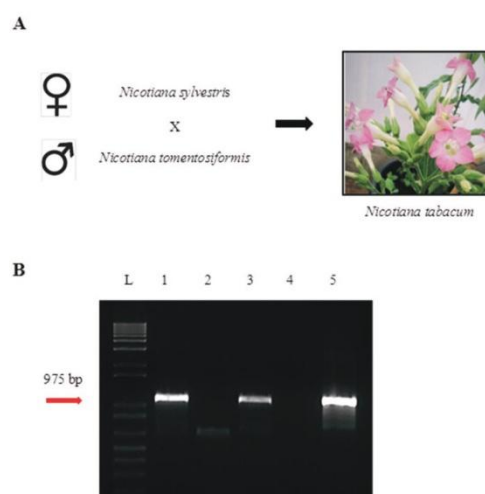 A
Nicotiana sylvestris
X
Nicotiana tomentosiformis
Nicotiana tabacum
B
L 1 2 3 4 5
975 bp